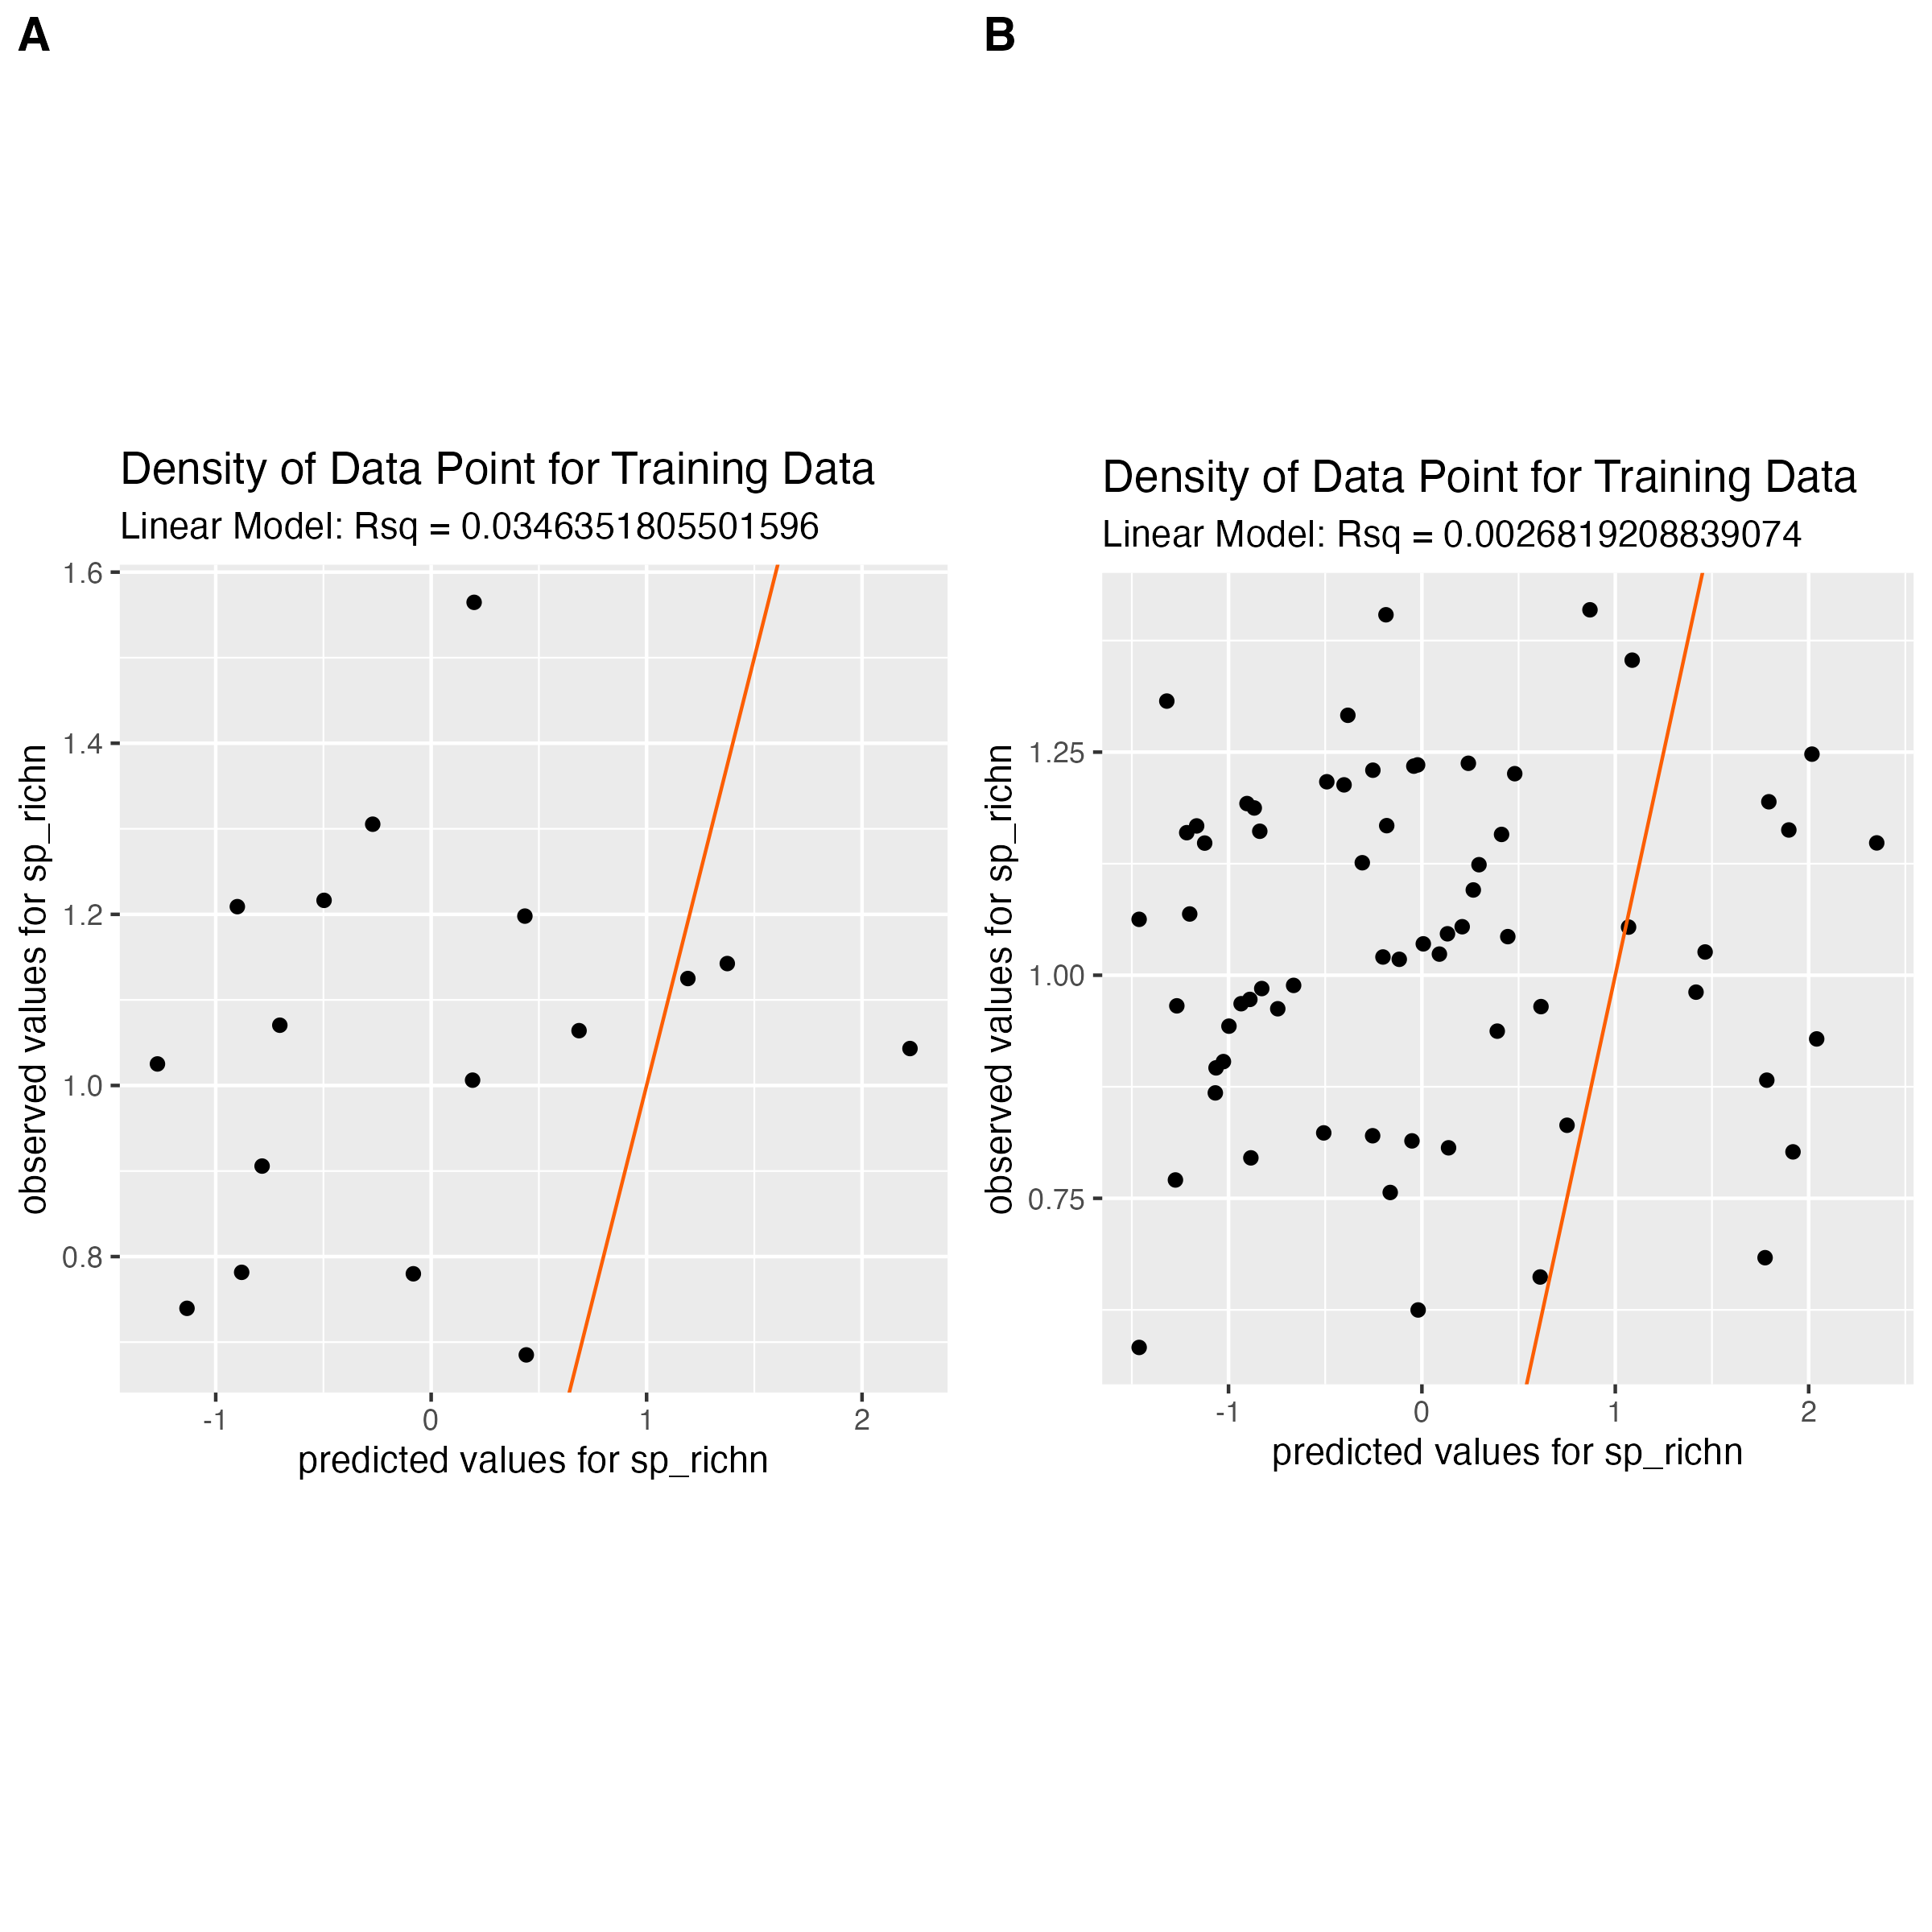 A
Density of Data Point for Training Data
Linear Model: Rsq = 0.0346351805501596
observed values for sp_richn
1.6
1.4
1.2
1.0
0.8
-1 0 1 2
predicted values for sp_richn
B
Density of Data Point for Training Data
Linear Model: Rsq = 0.0026819208839074
observed values for sp_richn
1.25
1.00
0.75
-1 0 1 2
predicted values for sp_richn